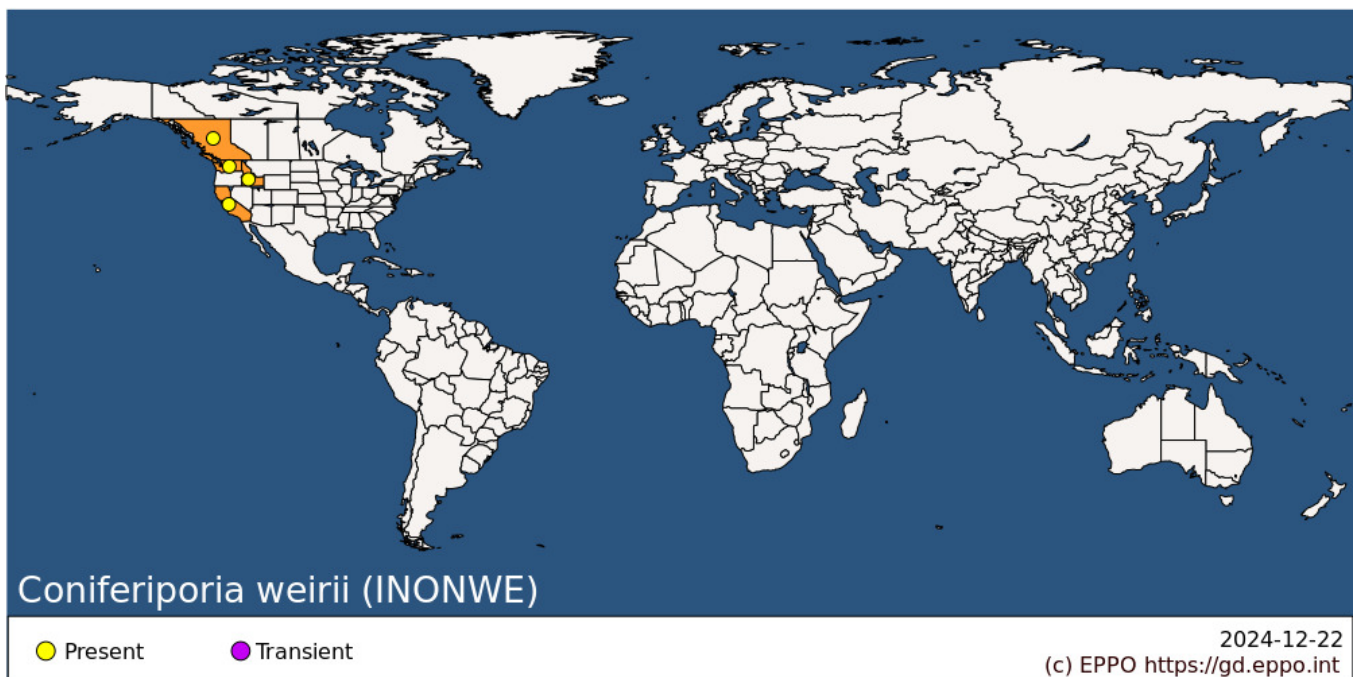 Coniferiporia weirii (INONWE)
Present
Transient
2024-12-22
(c) EPPO https://gd.eppo.int